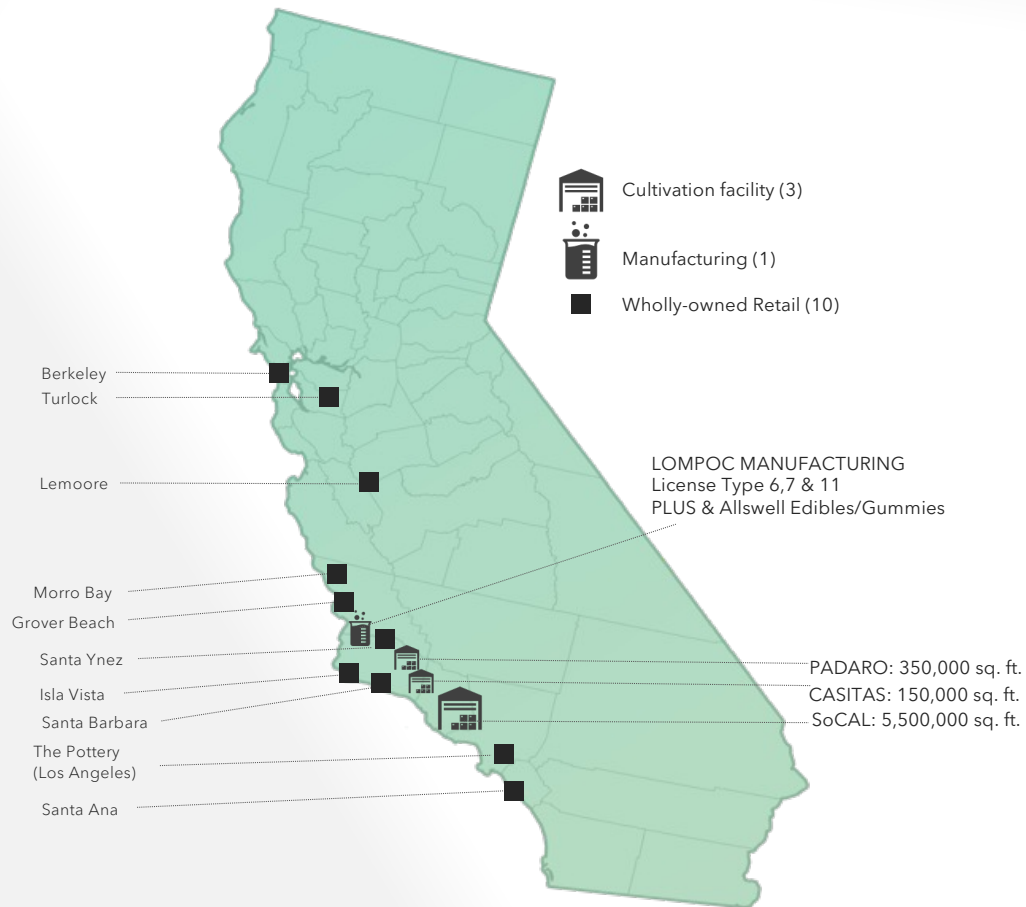 Cultivation facility (3)
Manufacturing (1)
Wholly-owned Retail (10)
Berkeley
Turlock
Lemoore
LOMPOC MANUFACTURING
License Type 6,7 & 11
PLUS & Allswell Edibles/Gummies
Morro Bay
Grover Beach
Santa Ynez
Isla Vista
Santa Barbara
The Pottery
(Los Angeles)
Santa Ana
PADARO: 350,000 sq. ft.
CASITAS: 150,000 sq. ft.
SoCAL: 5,500,000 sq. ft.